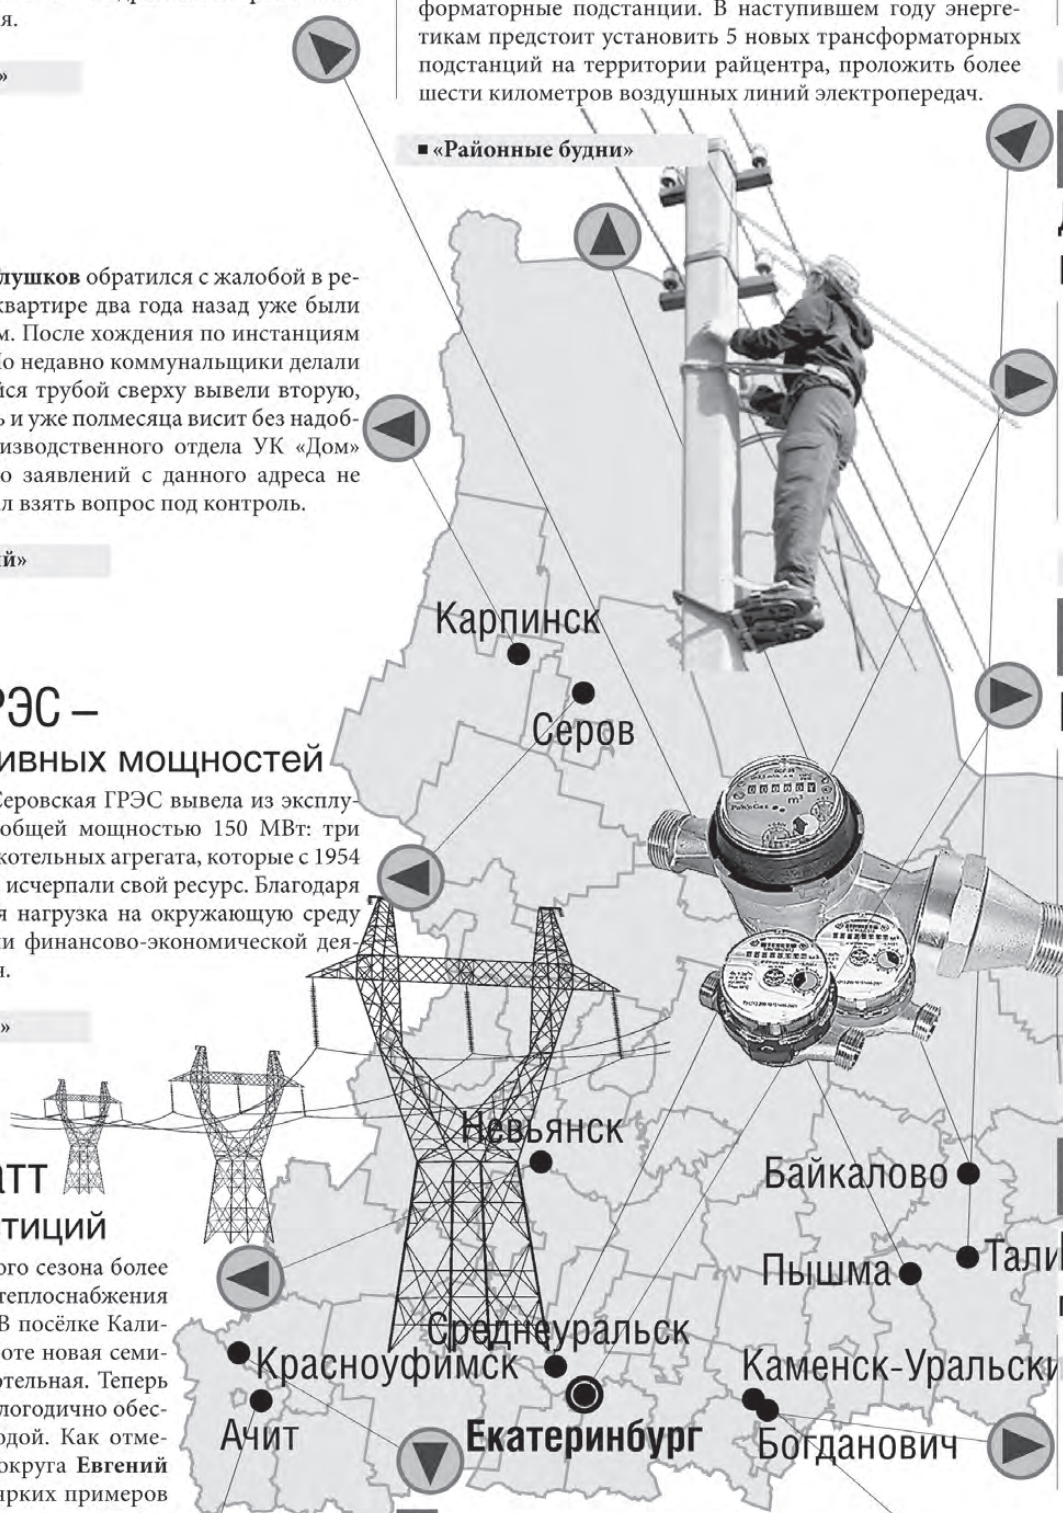 я.
»
форматорные подстанции. В наступившем году энерге-
тикам предстоит установить 5 новых трансформаторных
подстанций на территории райцентра, проложить более
шести километров воздушных линий электропередач.
«Районные будни»
лушков обратился с жалобой в ре-
квартире два года назад уже были
м. После хождения по инстанциям
о недавно коммунальщики делали
йся трубой сверху вывели вторую,
ь и уже полмесяца висит без надоб-
изводственного отдела УК «Дом»
о заявлений с данного адреса не
л взять вопрос под контроль.
ий»
Карпинск
Серов
РЭС –
ивных мощностей
Серовская ГРЭС вывела из эксплу-
общей мощностью 150 МВт: три
котельных агрегата, которые с 1954
исчерпали свой ресурс. Благодаря
я нагрузка на окружающую среду
ии финансово-экономической дея-
»
Невьянск
Байкалово
Тали
Пышма
атт
тиций
ого сезона более
теплоснабжения
В посёлке Кали-
оте новая семи-
отельная. Теперь
логодично обес-
одой. Как отме-
округа Евгений
ярких примеров
Среднеуральск
Красноуфимск
Каменск-Уральски
Ачит
Екатеринбург
Богданович